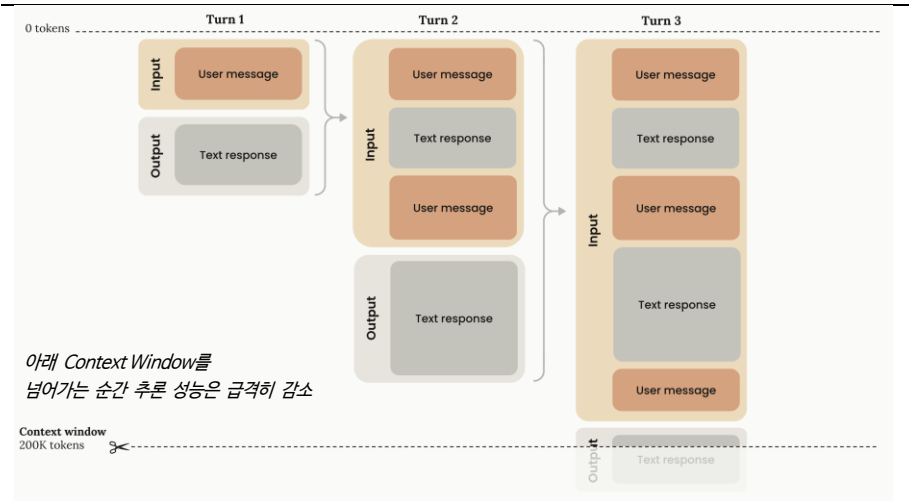 Turn 1
Turn 2
Turn 3
0 tokens
Input
User message
Output
Text response
Input
User message
Text response
User message
Output
Text response
Input
User message
Text response
User message
Text response
User message
Output
Text response
아래 Context Window를
넘어가는 순간 추론 성능은 급격히 감소
Context window
200K tokens